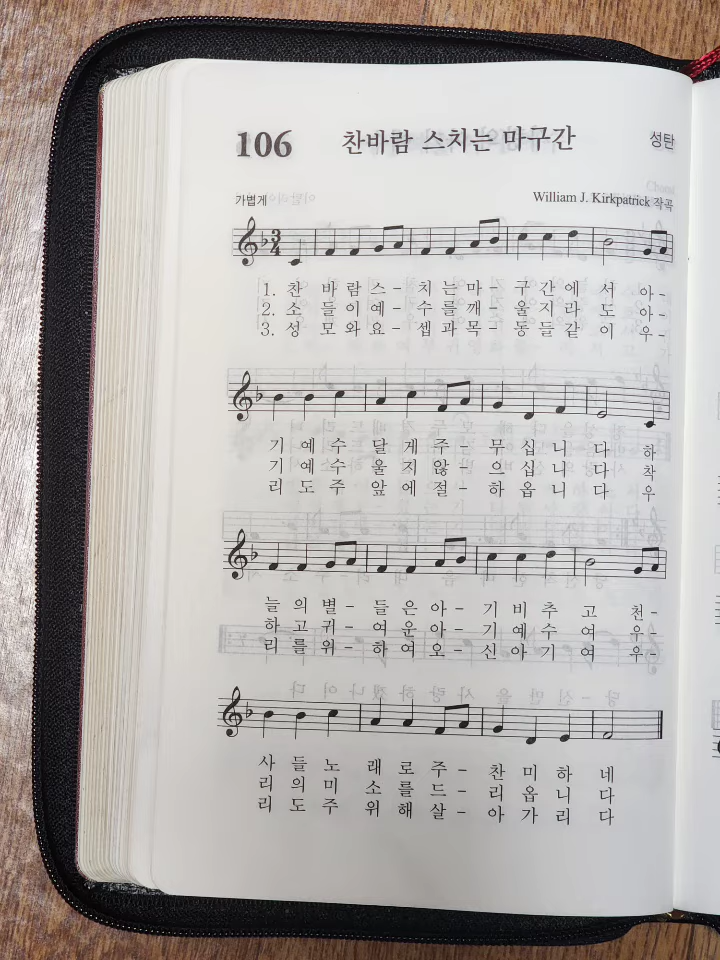 106 찬바람 스치는 마구간 성탄
가볍게 William J. Kirkpatrick 작곡
3
4
1. 찬 바 람 스 - 치 는 마 - 구 간 에 서 아 -
2. 소 들 이 예 - 수 를 깨 - 울 지 라 도 아 -
3. 성 모 와 요 - 셉 과 목 - 동 들 같 이 우 -
기 예 수 달 게 주 - 무 십 니 다 하
기 예 수 울 지 않 - 으 십 니 다 착
리 도 주 앞 에 절 - 하 옵 니 다 우
늘 의 별 - 들 은 아 - 기 비 추 고 천 -
하 고 귀 - 여 운 아 - 기 예 수 여 우 -
리 를 위 - 하 여 오 - 신 아 기 여 우 -
사 들 노 래 로 주 - 찬 미 하 네
리 의 미 소 를 드 - 리 옵 니 다
리 도 주 위 해 살 - 아 가 리 다